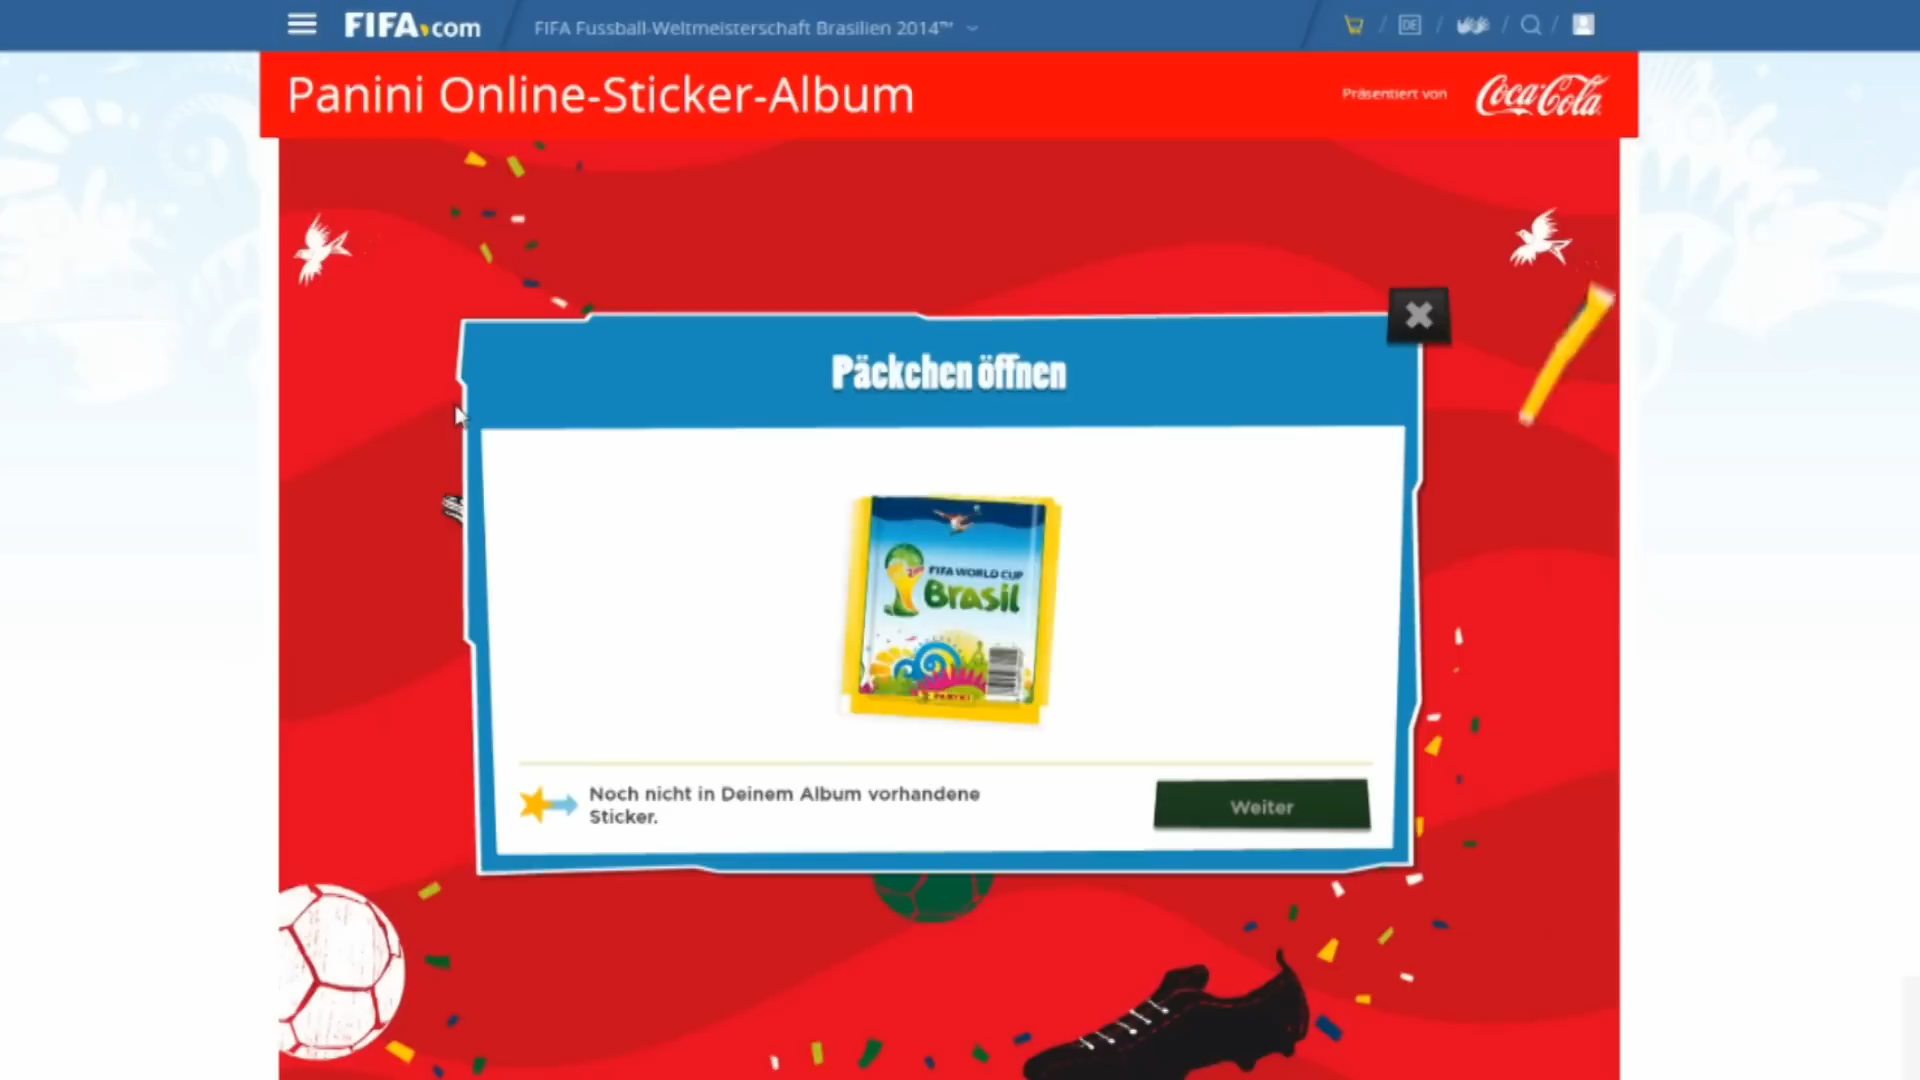 FIFA.com
FIFA Fussball-Weltmeisterschaft Brasilien 2014™
DE
Panini Online-Sticker-Album
Präsentiert von
Coca-Cola
Päckchen öffnen
FIFA WORLD CUP
Brasil
PANINI
Noch nicht in Deinem Album vorhandene
Sticker.
Weiter